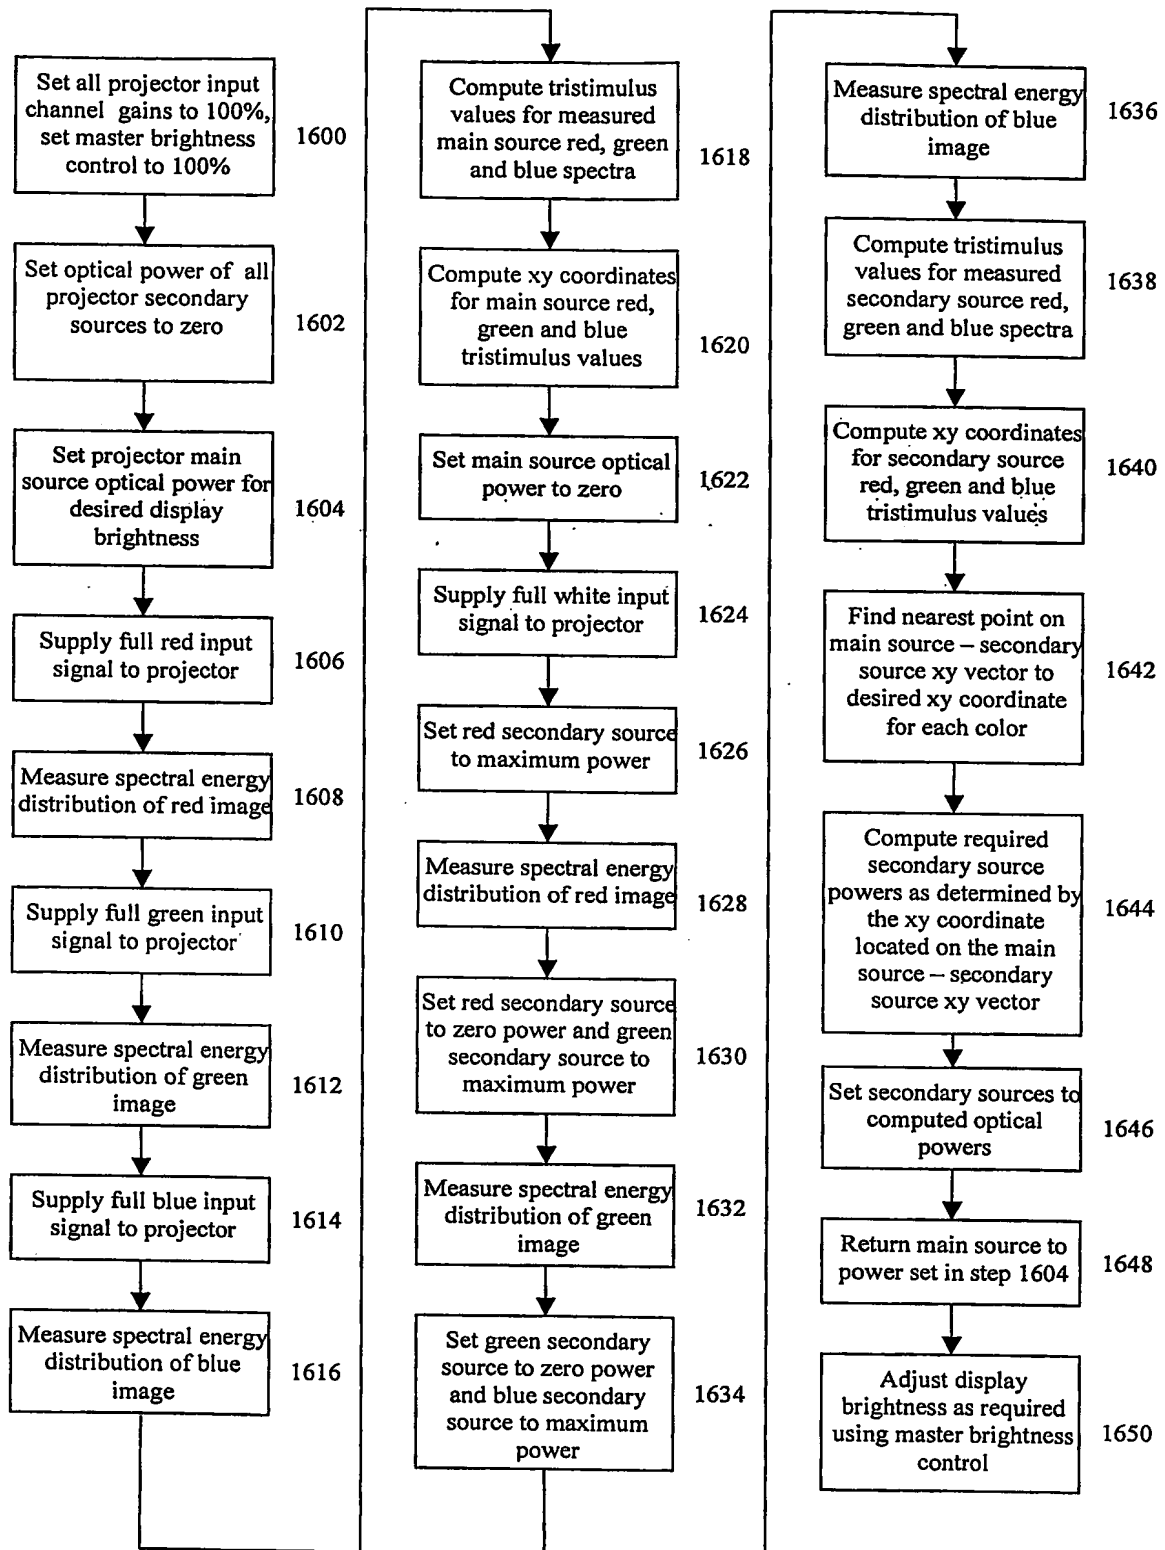 Set all projector input
channel gains to 100%,
set master brightness
control to 100%
1600
Set optical power of all
projector secondary
sources to zero
1602
Set projector main
source optical power for
desired display
brightness
1604
Supply full red input
signal to projector
1606
Measure spectral energy
distribution of red image
1608
Supply full green input
signal to projector
1610
Measure spectral energy
distribution of green
image
1612
Supply full blue input
signal to projector
1614
Measure spectral energy
distribution of blue
image
1616
Compute tristimulus
values for measured
main source red, green
and blue spectra
1618
Compute xy coordinates
for main source red,
green and blue
tristimulus values
1620
Set main source optical
power to zero
1622
Supply full white input
signal to projector
1624
Set red secondary source
to maximum power
1626
Measure spectral energy
distribution of red image
1628
Set red secondary source
to zero power and green
secondary source to
maximum power
1630
Measure spectral energy
distribution of green
image
1632
Set green secondary
source to zero power
and blue secondary
source to maximum
power
1634
Measure spectral energy
distribution of blue
image
1636
Compute tristimulus
values for measured
secondary source red,
green and blue spectra
1638
Compute xy coordinates
for secondary source
red, green and blue
tristimulus values
1640
Find nearest point on
main source – secondary
source xy vector to
desired xy coordinate
for each color
1642
Compute required
secondary source
powers as determined by
the xy coordinate
located on the main
source – secondary
source xy vector
1644
Set secondary sources to
computed optical
powers
1646
Return main source to
power set in step 1604
1648
Adjust display
brightness as required
using master brightness
control
1650